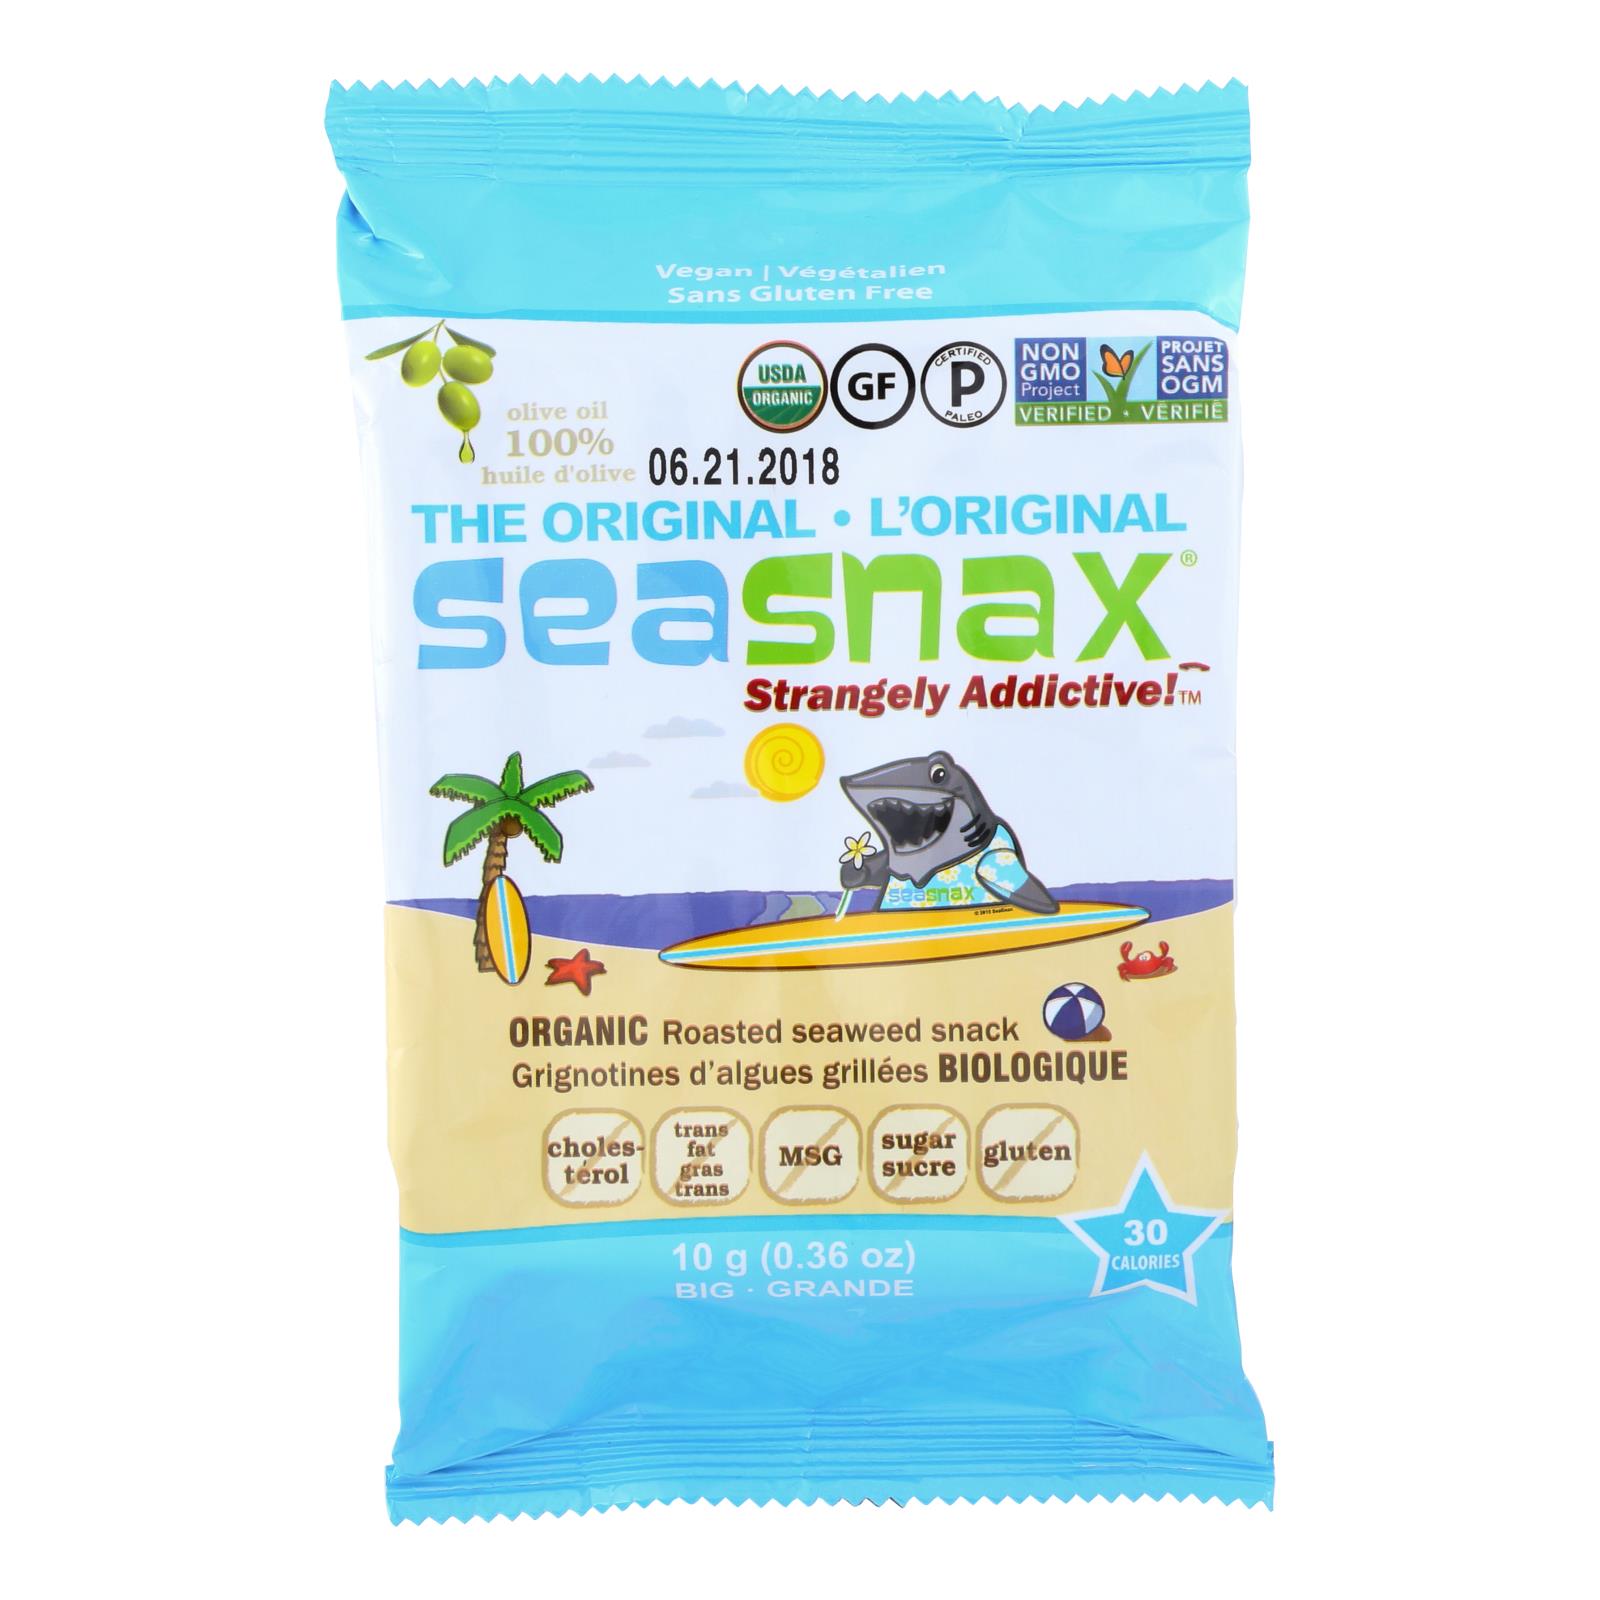 Vegan | Végétalien
Sans Gluten Free
USDA
ORGANIC
GF
CERTIFIED
P
PALEO
NON
GMO
Project
PROJET
SANS
OGM
VERIFIED · VÉRIFIÉ
olive oil
100%
huile d'olive
06.21.2018
THE ORIGINAL • L'ORIGINAL
seasnax®
Strangely Addictive!™
seasnax
© 2012 SeaSnax
ORGANIC Roasted seaweed snack
Grignotines d'algues grillées BIOLOGIQUE
choles-
térol
trans
fat
gras
trans
MSG
sugar
sucre
gluten
30
CALORIES
10 g (0.36 oz)
BIG · GRANDE